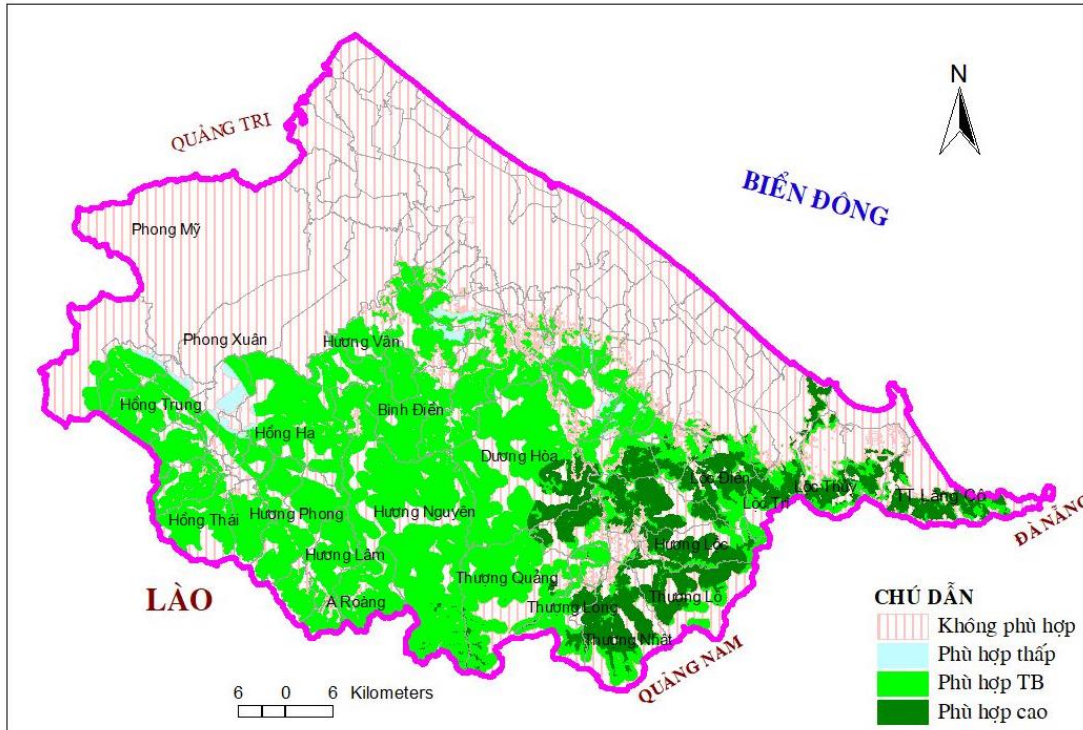 N
QUẢNG TRI
BIỂN ĐÔNG
Phong Mỹ
Phong Xuân
Hương Vân
Hồng Trung
Bình Điền
Hồng Hạ
Dương Hòa
Lộc Điền
Lộc Thủy
Lộc Trì
TT Lăng Cô
Hồng Thái
Hương Phong
Hương Nguyên
ĐÀ NẴNG
Hương Lâm
Hương Lộc
Thượng Quảng
LÀO
A Roàng
Thượng Long
Thượng Lộ
Thượng Nhật
QUẢNG NAM
6 0 6 Kilometers
CHÚ DẪN
Không phù hợp
Phù hợp thấp
Phù hợp TB
Phù hợp cao